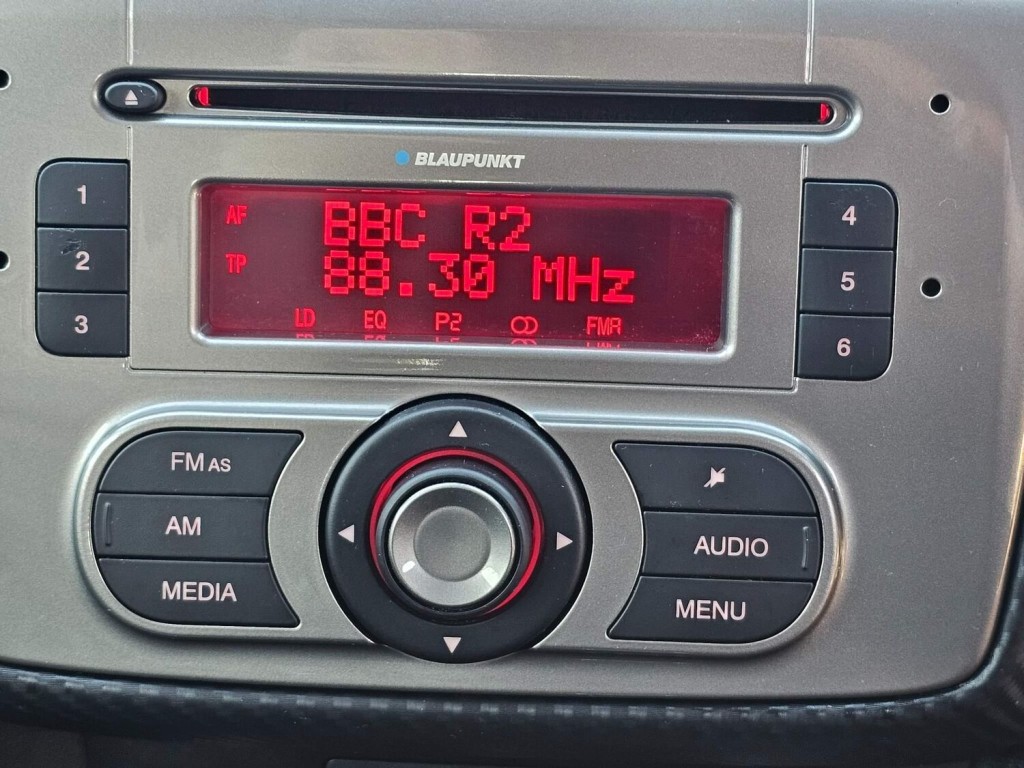 BLAUPUNKT
1
2
3
AF
BBC R2
TP
88.30 MHz
LD EQ P2 FMA
4
5
6
FM AS
AM
MEDIA
AUDIO
MENU